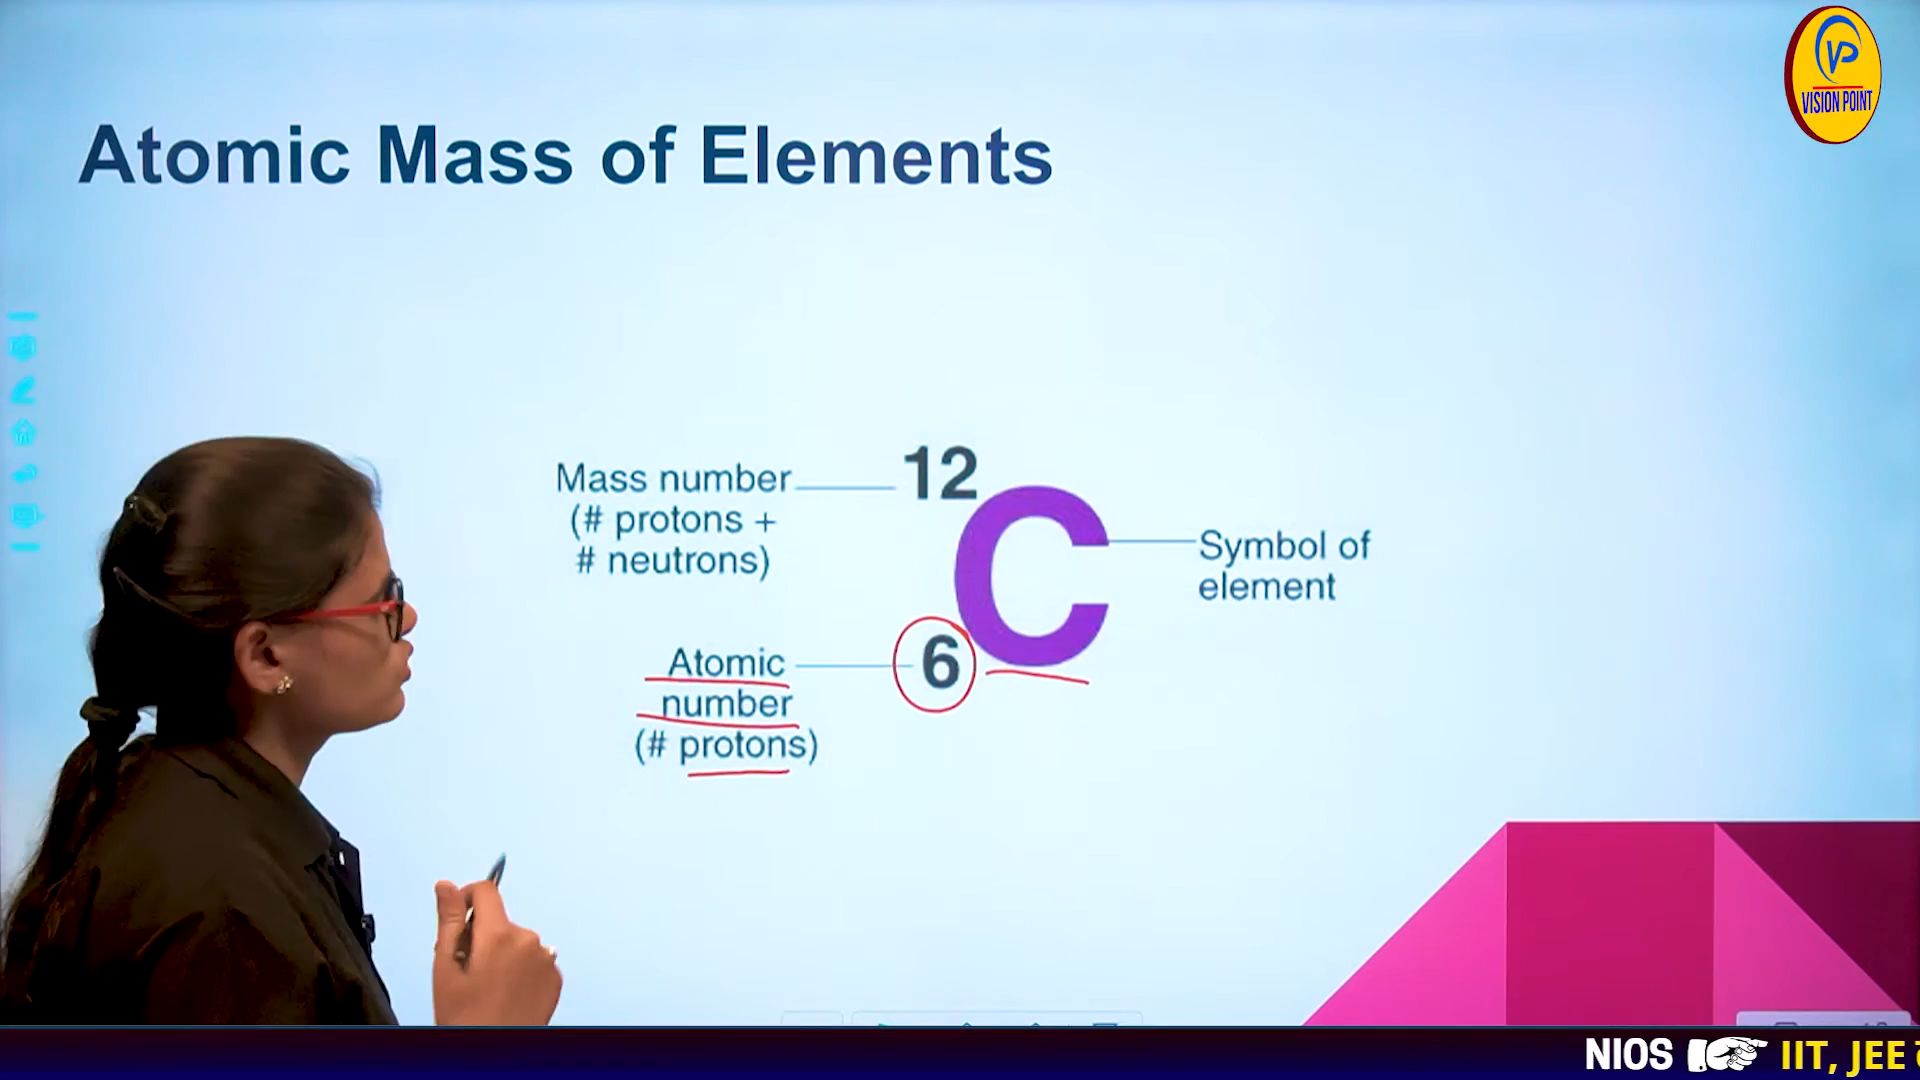 VP
VISION POINT
Atomic Mass of Elements
Mass number
(# protons +
# neutrons)
12
C
Symbol of
element
Atomic
number
(# protons)
6
NIOS
IIT, JEE